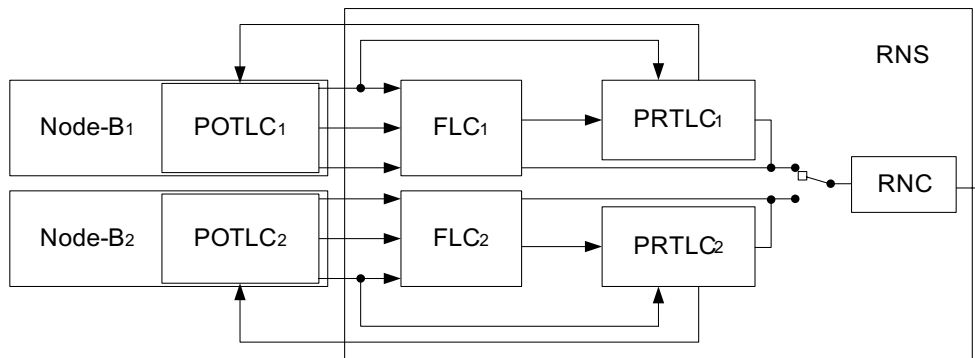 RNS
Node-B1 POTLC1 FLC1 PRTLC1
RNC
Node-B2 POTLC2 FLC2 PRTLC2